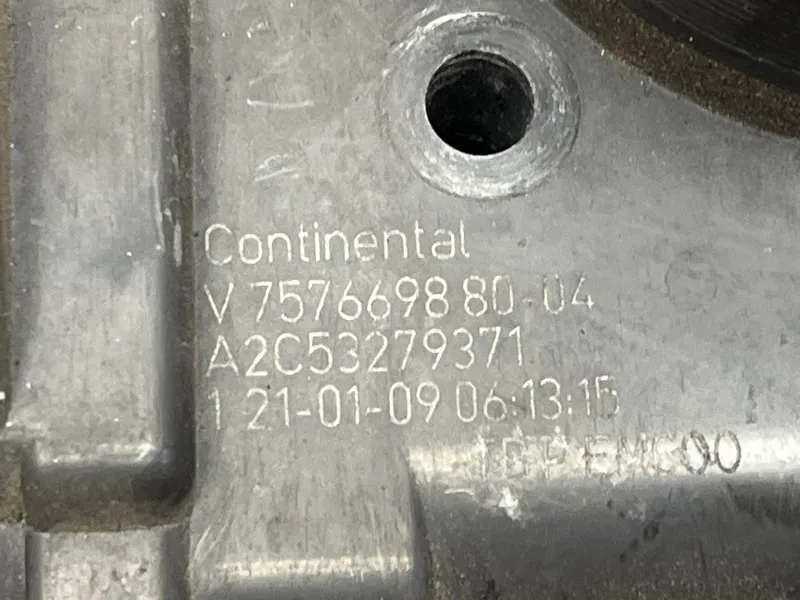 Continental
V 7576698 80-04
A2C53279371
1 21-01-09 06:13:15